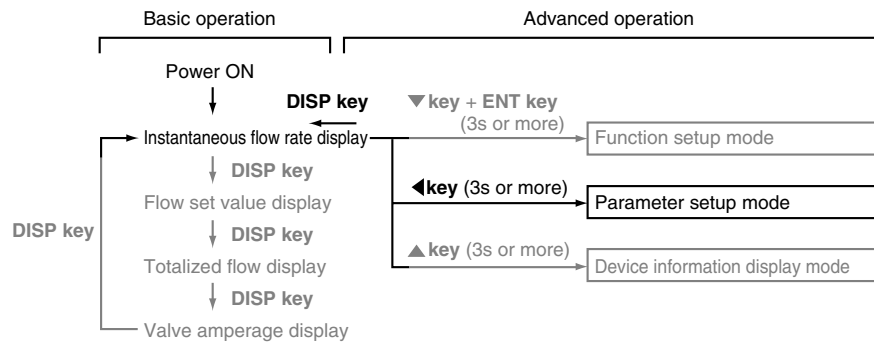 Basic operation
Advanced operation
Power ON
DISP key
▼key + ENT key
(3s or more)
Instantaneous flow rate display
Function setup mode
DISP key
◀key (3s or more)
Parameter setup mode
Flow set value display
DISP key
DISP key
▲key (3s or more)
Totalized flow display
Device information display mode
DISP key
Valve amperage display